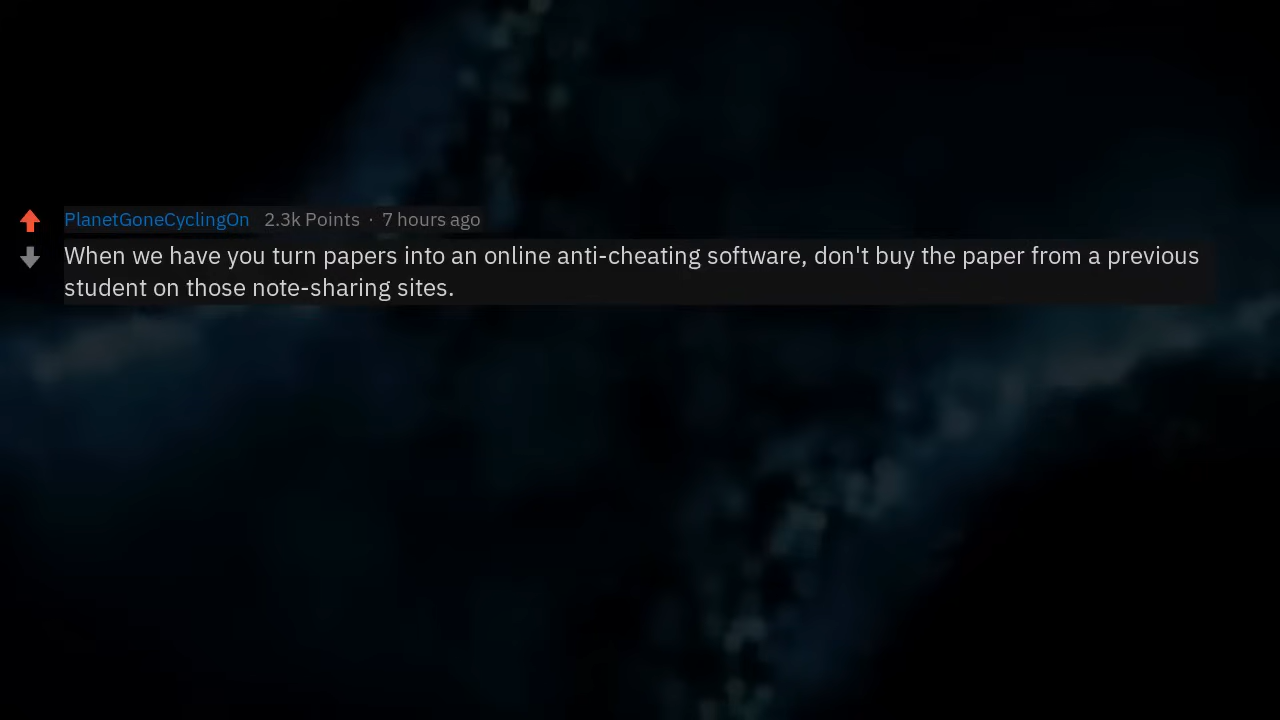 PlanetGoneCyclingOn 2.3k Points · 7 hours ago
When we have you turn papers into an online anti-cheating software, don't buy the paper from a previous
student on those note-sharing sites.